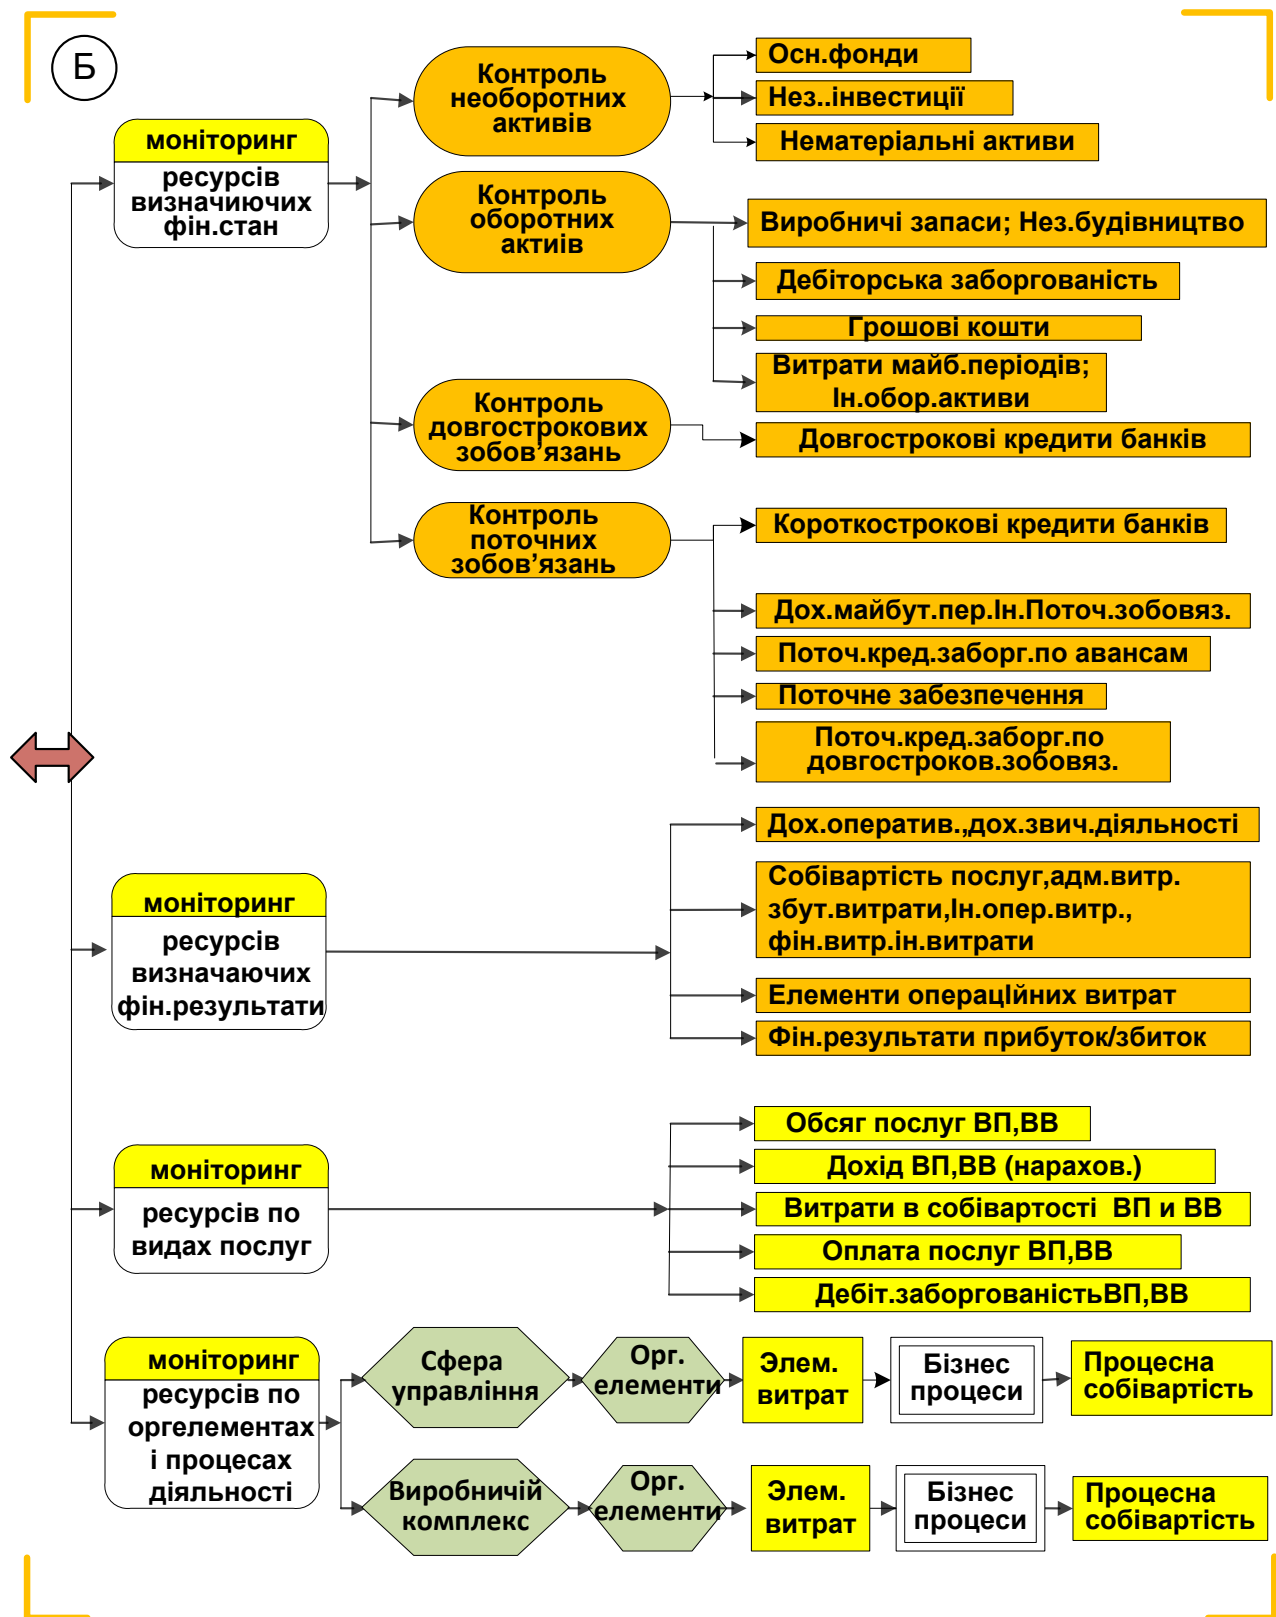 Б
моніторинг
ресурсів
визначиючих
фін.стан
Контроль
необоротних
активів
Осн.фонди
Нез..інвестиції
Нематеріальні активи
Контроль
оборотних
актиів
Виробничі запаси; Нез.будівництво
Дебіторська заборгованість
Грошові кошти
Витрати майб.періодів;
Ін.обор.активи
Контроль
довгострокових
зобов’язань
Довгострокові кредити банків
Контроль
поточних
зобов’язань
Короткострокові кредити банків
Дох.майбут.пер.Ін.Поточ.зобовяз.
Поточ.кред.заборг.по авансам
Поточне забезпечення
Поточ.кред.заборг.по
довгостроков.зобовяз.
моніторинг
ресурсів
визначаючих
фін.результати
Дох.оператив.,дох.звич.діяльності
Собівартість послуг,адм.витр.
збут.витрати,Ін.опер.витр.,
фін.витр.ін.витрати
Елементи операцІйних витрат
Фін.результати прибуток/збиток
моніторинг
ресурсів по
видах послуг
Обсяг послуг ВП,ВВ
Дохід ВП,ВВ (нарахов.)
Витрати в собівартості  ВП и ВВ
Оплата послуг ВП,ВВ
Дебіт.заборгованістьВП,ВВ
моніторинг
ресурсів по
оргелементах
і процесах
діяльності
Сфера
управління
Орг.
елементи
Элем.
витрат
Бізнес
процеси
Процесна
собівартість
Виробничій
комплекс
Орг.
елементи
Элем.
витрат
Бізнес
процеси
Процесна
собівартість